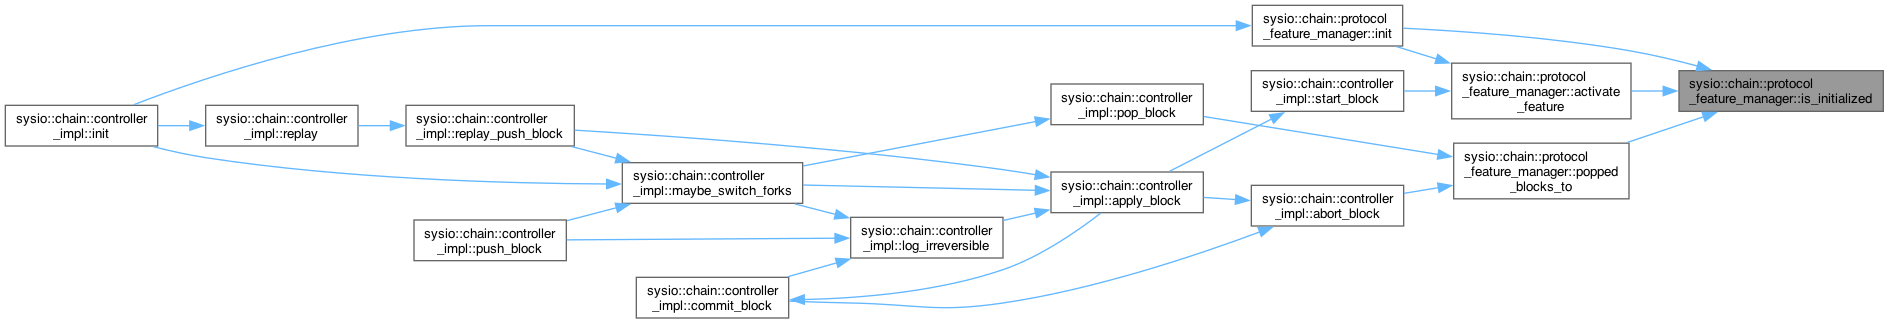 sysio::chain::protocol
_feature_manager::init
sysio::chain::protocol
_feature_manager::activate
_feature
sysio::chain::protocol
_feature_manager::is_initialized
sysio::chain::controller
_impl::start_block
sysio::chain::controller
_impl::pop_block
sysio::chain::controller
_impl::init
sysio::chain::controller
_impl::replay
sysio::chain::controller
_impl::replay_push_block
sysio::chain::protocol
_feature_manager::popped
_blocks_to
sysio::chain::controller
_impl::maybe_switch_forks
sysio::chain::controller
_impl::apply_block
sysio::chain::controller
_impl::abort_block
sysio::chain::controller
_impl::push_block
sysio::chain::controller
_impl::log_irreversible
sysio::chain::controller
_impl::commit_block